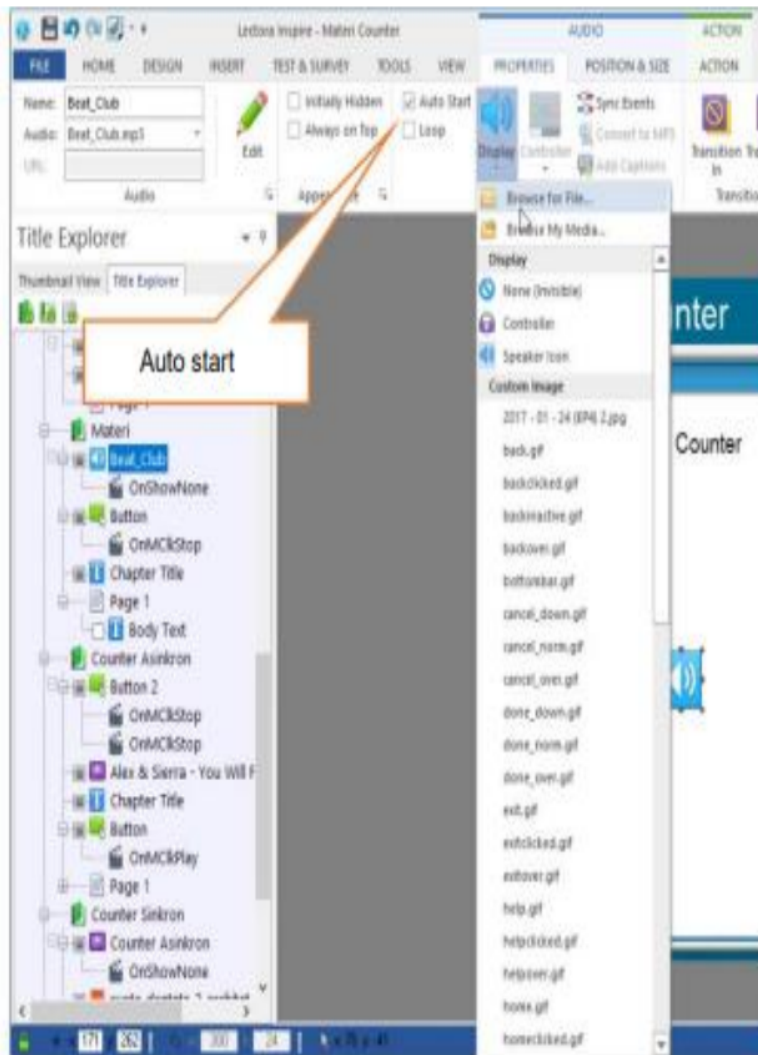 Lectora Inspire - Materi Counter
AUDIO
ACTION
FILE
HOME
DESIGN
INSERT
TEST & SURVEY
TOOLS
VIEW
PROPERTIES
POSITION & SIZE
ACTION
Name: Beat_Club
Audio: Beat_Club.mp3
URL:
Audio
Edit
Initially Hidden
Always on Top
Auto Start
Loop
Display
Controller
Sync Events
Convert to MP3
Add Captions
Transition
In
Title Explorer
Thumbnail View
Title Explorer
Auto start
Page 1
Materi
Beat_Club
OnShowNone
Button
OnMClkStop
Chapter Title
Page 1
Body Text
Counter Asinkron
Button 2
OnMClkStop
OnMClkStop
Alex & Sierra - You Will F
Chapter Title
Button
OnMClkPlay
Page 1
Counter Sinkron
Counter Asinkron
OnShowNone
Browse for File...
Browse My Media...
Display
None (Invisible)
Controller
Speaker Icon
Custom Image
2017 - 01 - 24 (KP4) 2.jpg
back.gif
backclicked.gif
backinactive.gif
backover.gif
bottombar.gif
cancel_down.gif
cancel_norm.gif
cancel_over.gif
done_down.gif
done_norm.gif
done_over.gif
exit.gif
exitclicked.gif
exitover.gif
help.gif
helpclicked.gif
helpover.gif
home.gif
homeclicked.gif
nter
Counter
171
262
200
24